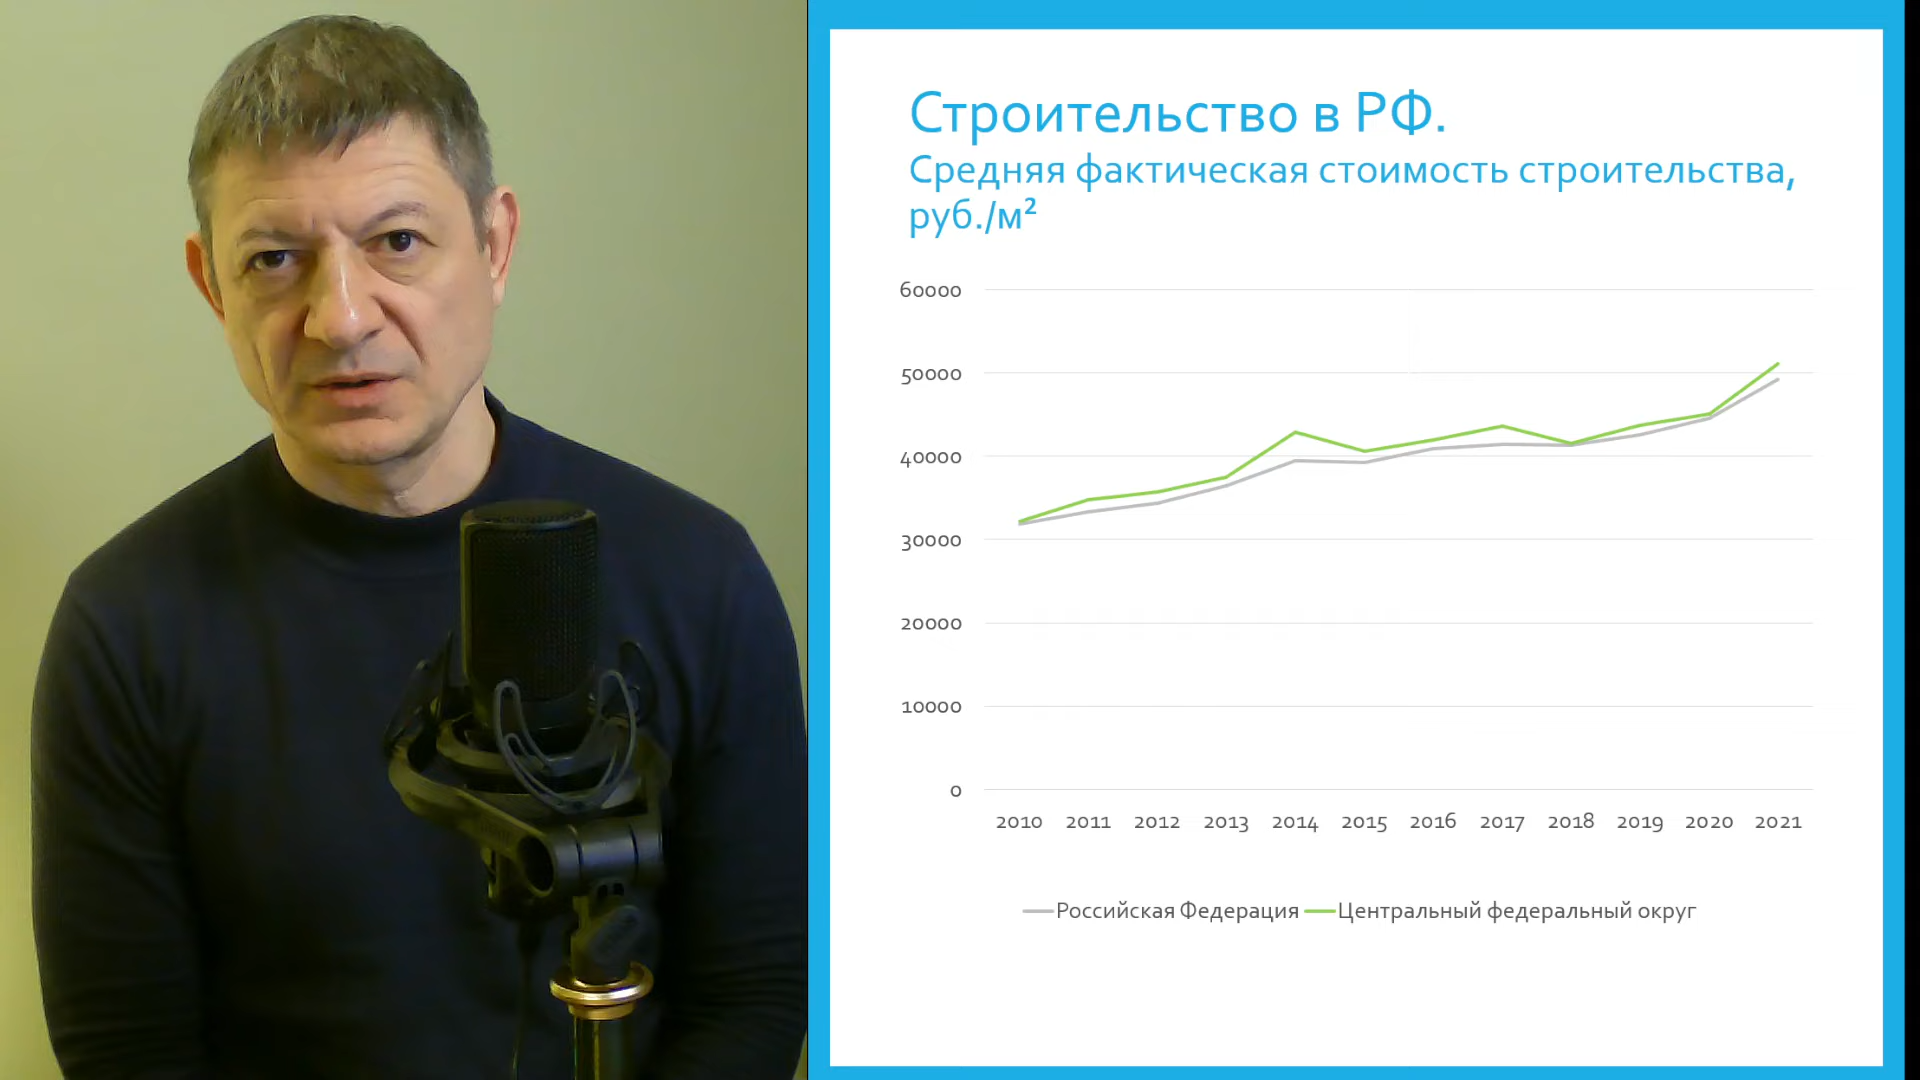 Строительство в РФ.
Средняя фактическая стоимость строительства,
руб./м²
60000
50000
40000
30000
20000
10000
0
2010 2011 2012 2013 2014 2015 2016 2017 2018 2019 2020 2021
Российская Федерация Центральный федеральный округ